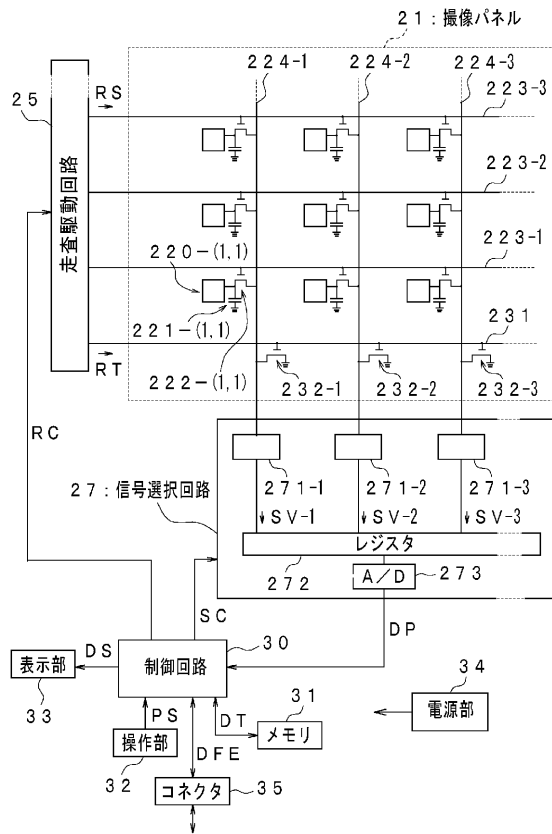 21:撮像パネル
224-1
224-2
224-3
25
RS
223-3
走査駆動回路
223-2
220-(1,1)
223-1
221-(1,1)
222-(1,1)
231
RT
232-1
232-2
232-3
RC
27:信号選択回路
271-1
271-2
271-3
SV-1
SV-2
SV-3
レジスタ
272
A/D
273
SC
DP
30
制御回路
DS
表示部
33
PS
操作部
32
DT
31
メモリ
DFE
コネクタ
35
34
電源部